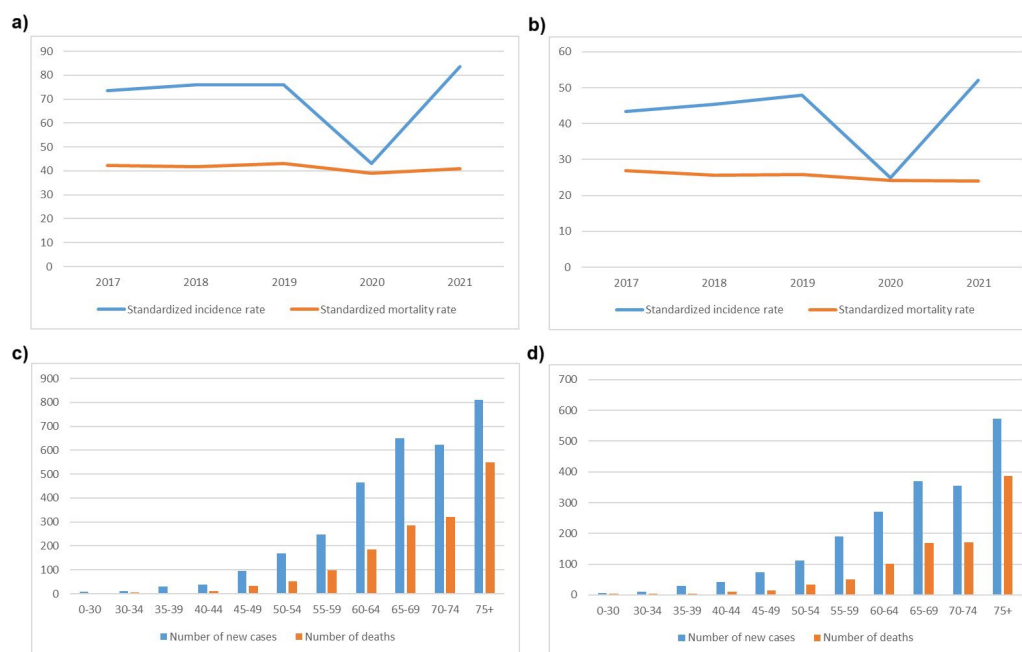 a)
90
80
70
60
50
40
30
20
10
0
2017 2018 2019 2020 2021
Standardized incidence rate Standardized mortality rate
b)
60
50
40
30
20
10
0
2017 2018 2019 2020 2021
Standardized incidence rate Standardized mortality rate
c)
900
800
700
600
500
400
300
200
100
0
0-30 30-34 35-39 40-44 45-49 50-54 55-59 60-64 65-69 70-74 75+
Number of new cases Number of deaths
d)
700
600
500
400
300
200
100
0
0-30 30-34 35-39 40-44 45-49 50-54 55-59 60-64 65-69 70-74 75+
Number of new cases Number of deaths